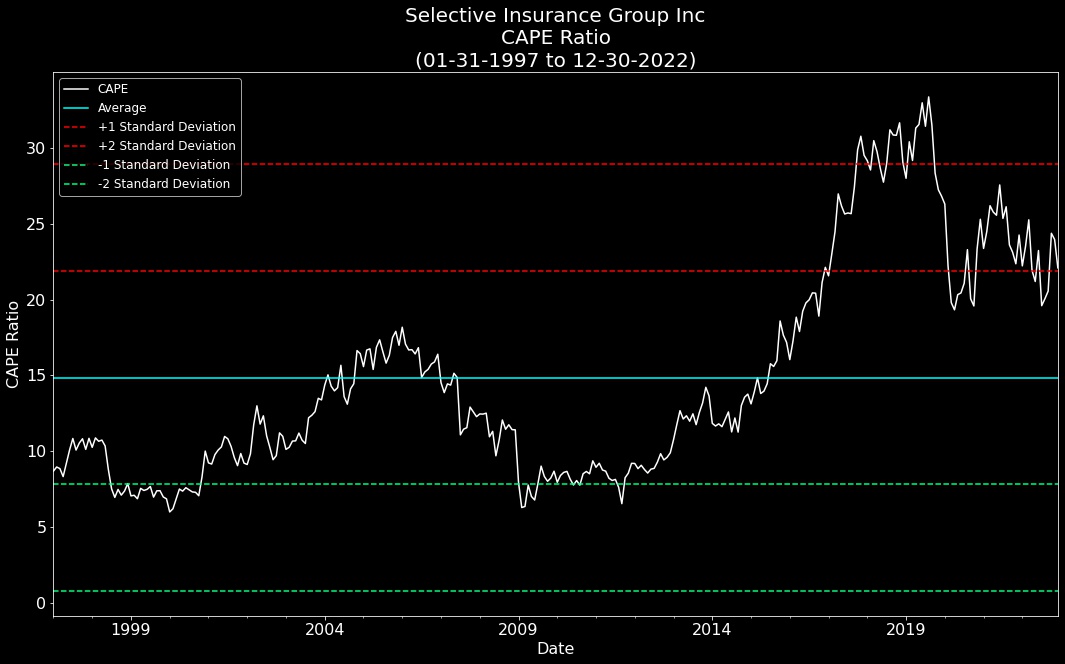 Selective Insurance Group Inc
CAPE Ratio
(01-31-1997 to 12-30-2022)
CAPE
Average
+1 Standard Deviation
+2 Standard Deviation
-1 Standard Deviation
-2 Standard Deviation
30
25
20
15
10
5
0
CAPE Ratio
1999
2004
2009
2014
2019
Date